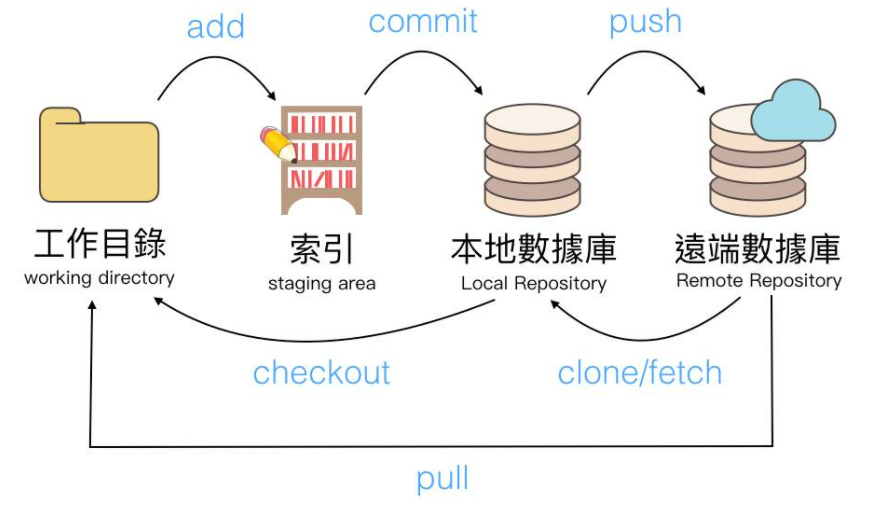 add
commit
push
工作目錄
working directory
索引
staging area
本地數據庫
Local Repository
遠端數據庫
Remote Repository
checkout
clone/fetch
pull